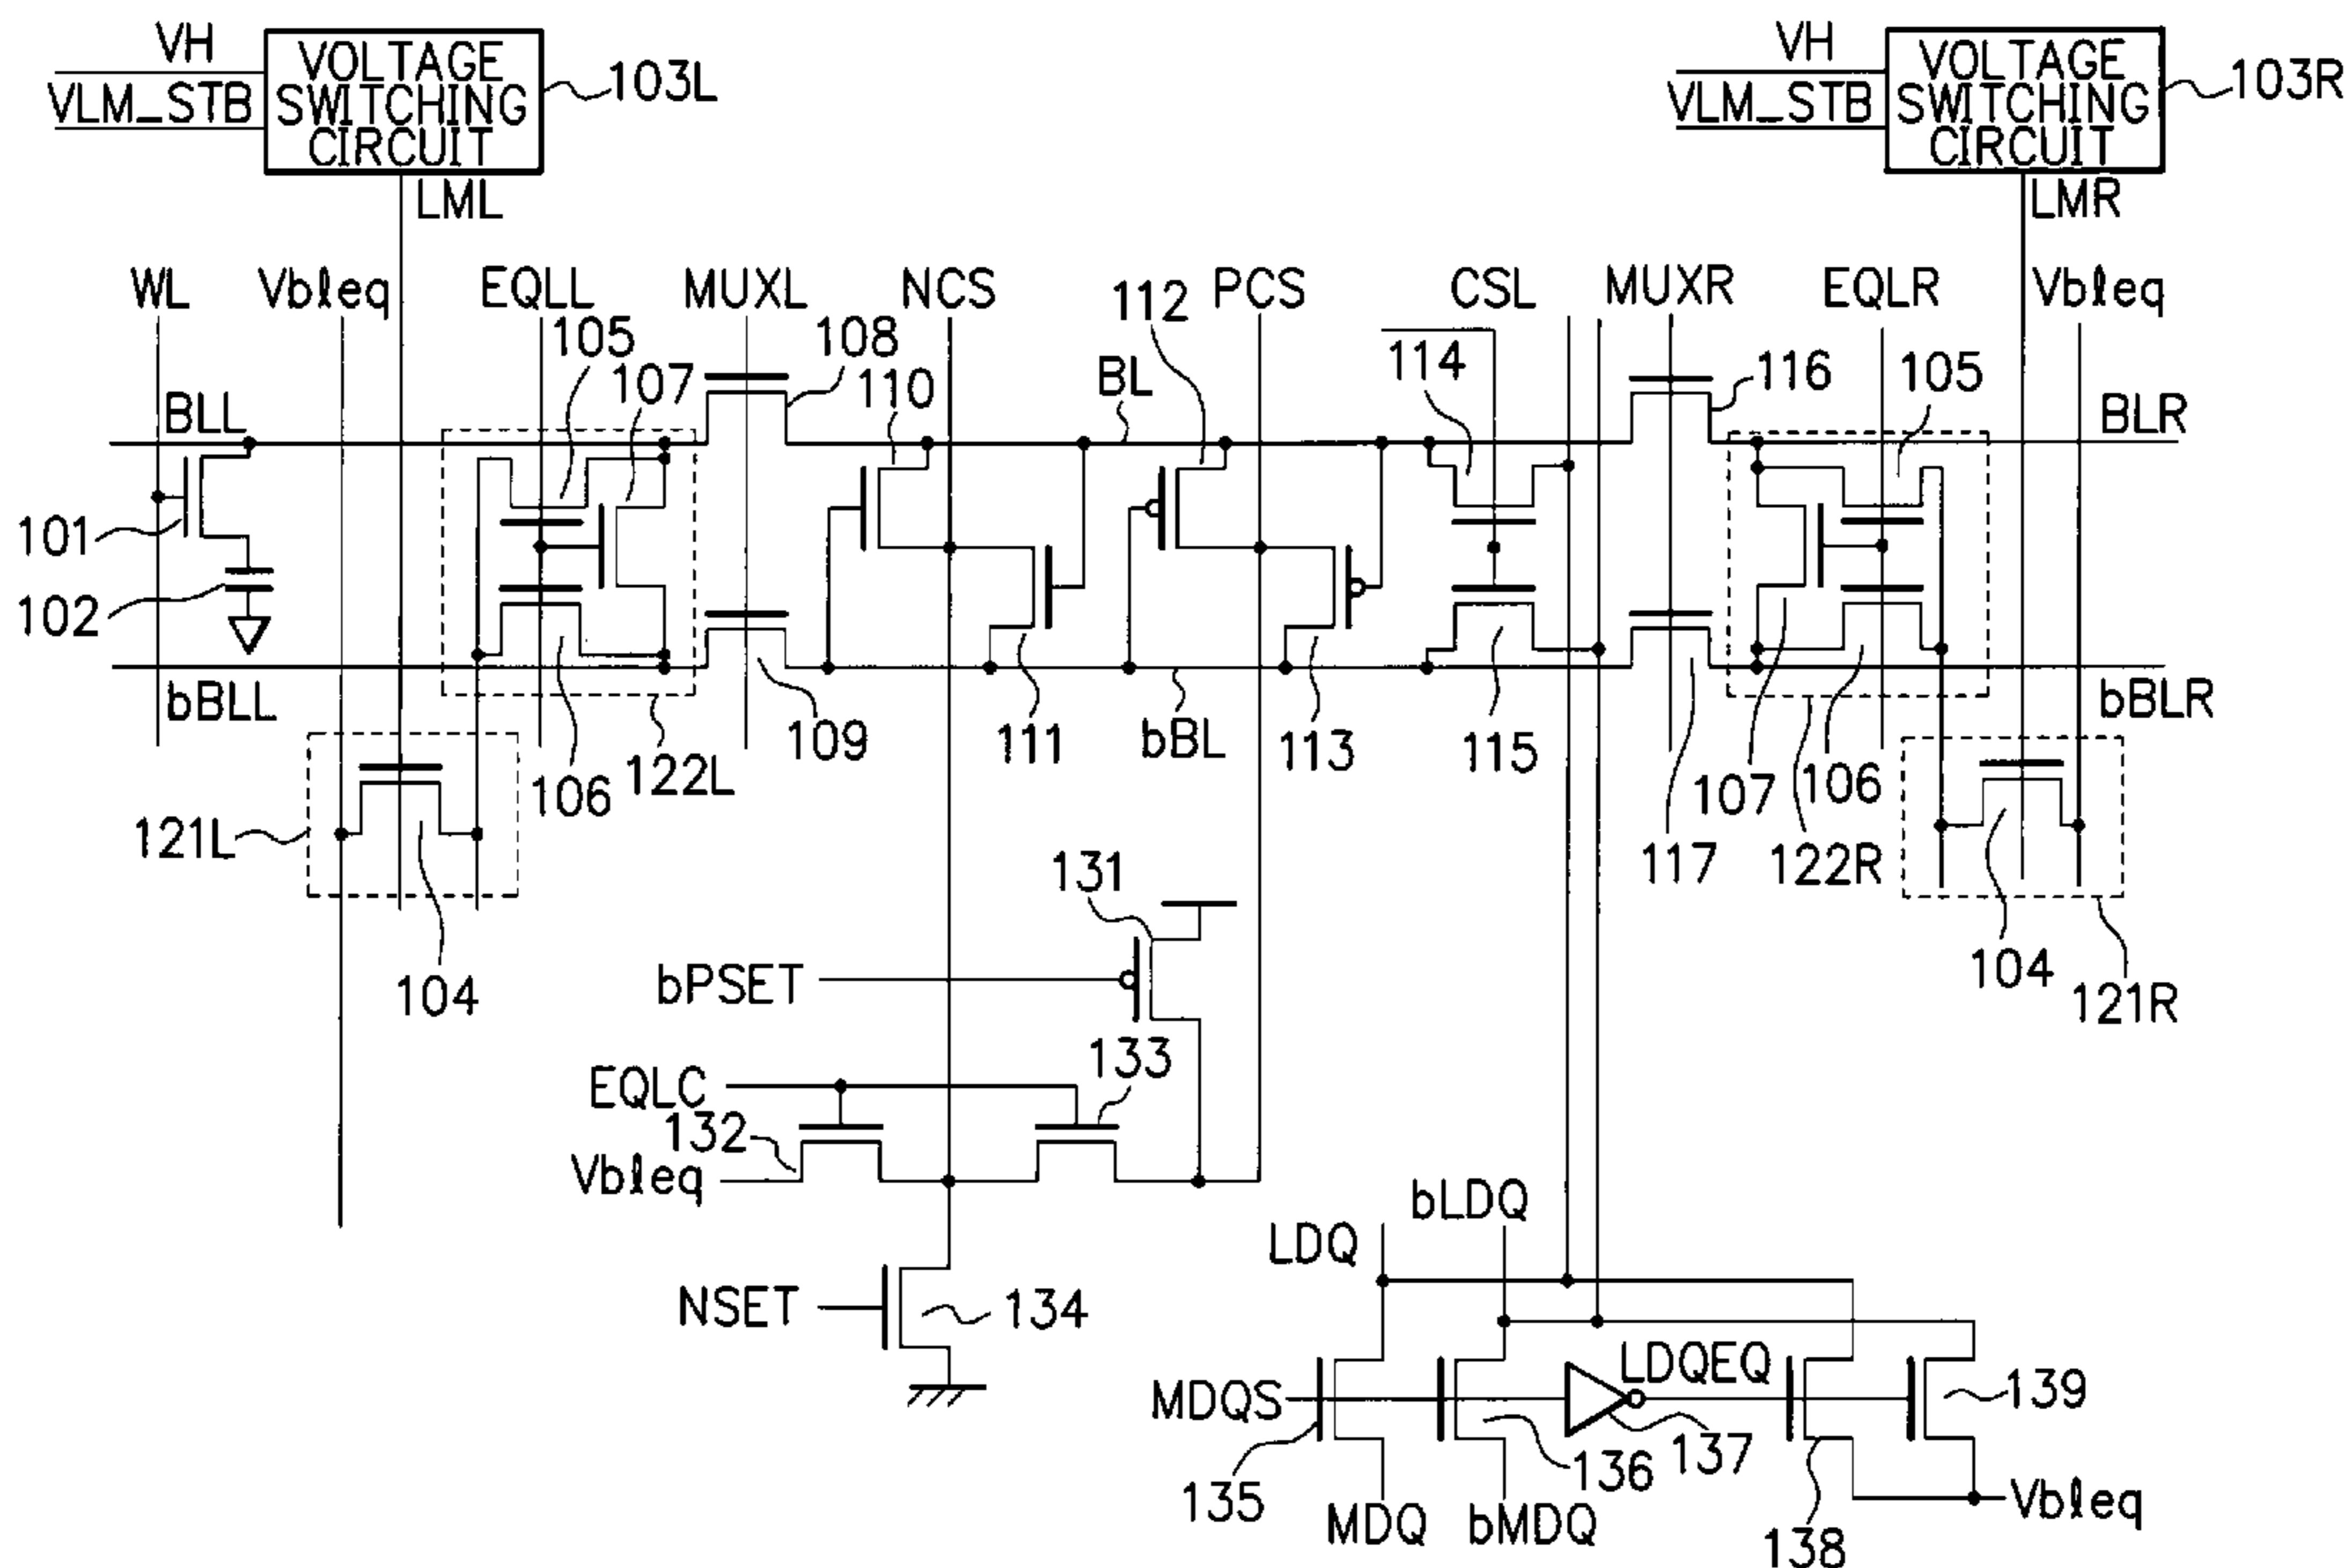 VH
VLM_STB
VOLTAGE
SWITCHING
CIRCUIT
103L
LML
VH
VLM_STB
VOLTAGE
SWITCHING
CIRCUIT
103R
LMR
WL
Vbleq
EQLL
MUXL
NCS
112
PCS
CSL
MUXR
EQLR
Vbleq
105
107
108
110
BL
114
116
105
BLL
BLR
101
102
bBLL
106
122L
109
111
bBL
113
115
107
106
bBLR
121L
104
117
122R
104
121R
131
bPSET
133
EQLC
132
Vbleq
NSET
134
bLDQ
LDQ
LDQEQ
MDQS
139
135
136
137
MDQ
bMDQ
138
Vbleq